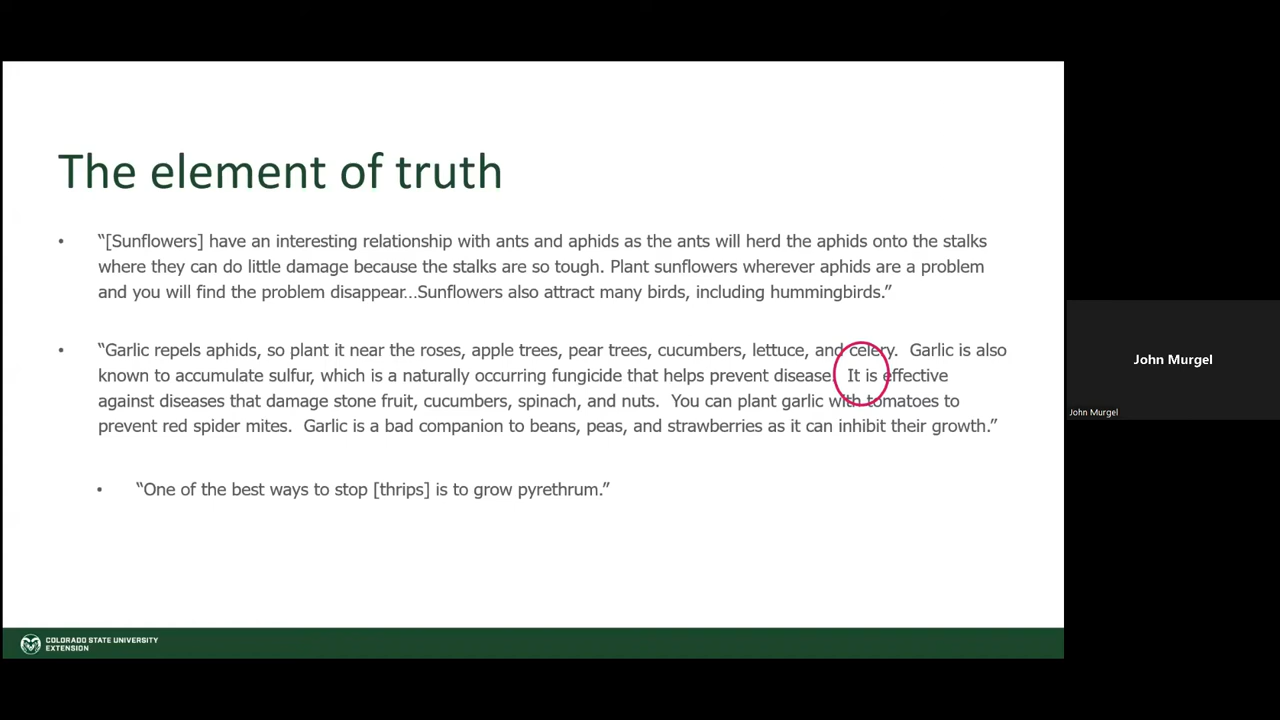 The element of truth
• “[Sunflowers] have an interesting relationship with ants and aphids as the ants will herd the aphids onto the stalks
where they can do little damage because the stalks are so tough. Plant sunflowers wherever aphids are a problem
and you will find the problem disappear…Sunflowers also attract many birds, including hummingbirds.”
• “Garlic repels aphids, so plant it near the roses, apple trees, pear trees, cucumbers, lettuce, and celery. Garlic is also
known to accumulate sulfur, which is a naturally occurring fungicide that helps prevent disease. It is effective
against diseases that damage stone fruit, cucumbers, spinach, and nuts. You can plant garlic with tomatoes to
prevent red spider mites. Garlic is a bad companion to beans, peas, and strawberries as it can inhibit their growth.”
• “One of the best ways to stop [thrips] is to grow pyrethrum.”
COLORADO STATE UNIVERSITY
EXTENSION
John Murgel
John Murgel